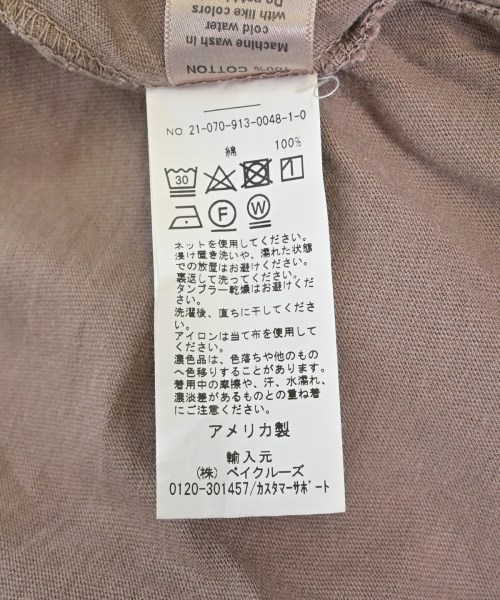 with like colors
cold water
Machine wash in
100% COTTON
NO. 21-070-913-0048-1-0
綿 100%
30
F W
ネットを使用してください。
浸け置き洗いや、濡れた状態
での放置はお避けください。
裏返して洗ってください。
タンブラー乾燥はお避けくださ
い。
洗濯後、直ちに干してくださ
い。
アイロンは当て布を使用して
ください。
濃色品は、色落ちや他のもの
へ色移りすることがあります。
着用中の摩擦や、汗、水濡れ、
濃淡差があるものとの重ね着
にご注意ください。
アメリカ製
輸入元
(株) ベイクルーズ
0120-301457/カスタマーサポート